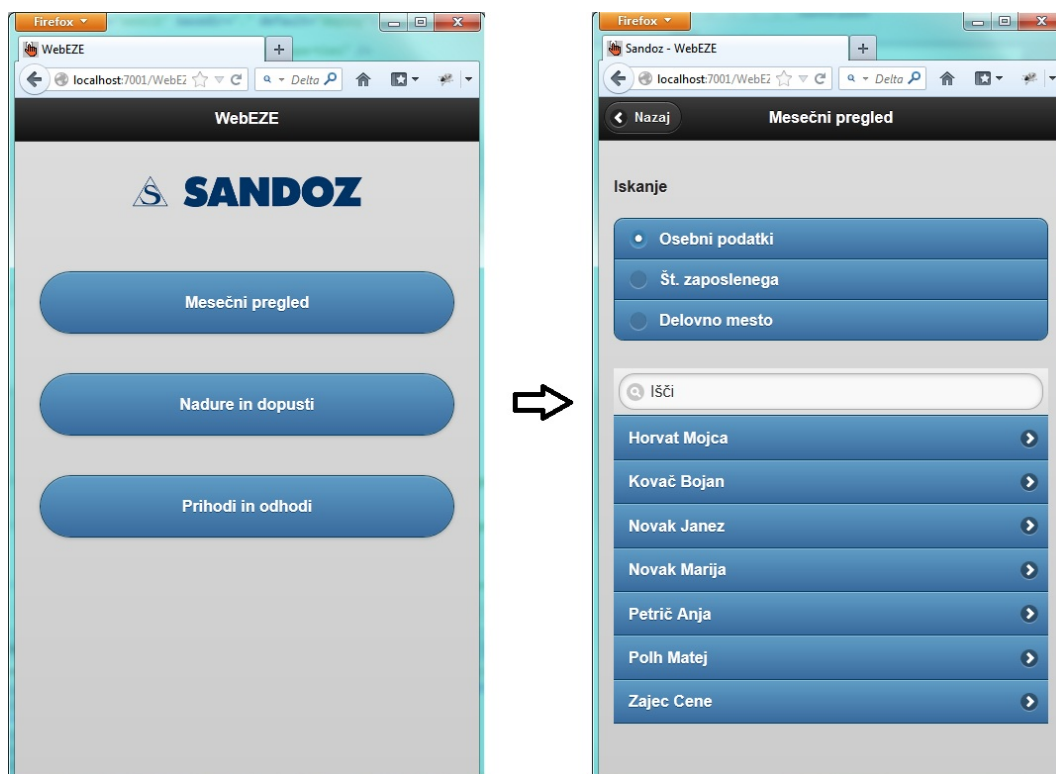 Firefox
WebEZE
localhost:7001/WebEZ
Delta
WebEZE
SANDOZ
Mesečni pregled
Nadure in dopusti
Prihodi in odhodi
Firefox
Sandoz - WebEZE
localhost:7001/WebEZ
Delta
Nazaj
Mesečni pregled
Iskanje
Osebni podatki
Št. zaposlenega
Delovno mesto
Išči
Horvat Mojca
Kovač Bojan
Novak Janez
Novak Marija
Petrič Anja
Polh Matej
Zajec Cene